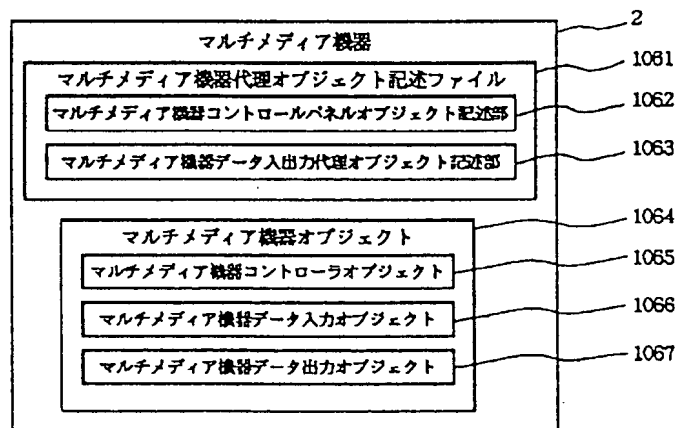 マルチメディア機器
2
マルチメディア機器代理オブジェクト記述ファイル
1061
マルチメディア機器コントロールパネルオブジェクト記述部
1062
マルチメディア機器データ入出力代理オブジェクト記述部
1063
マルチメディア機器オブジェクト
1064
マルチメディア機器コントローラオブジェクト
1065
マルチメディア機器データ入力オブジェクト
1066
マルチメディア機器データ出力オブジェクト
1067